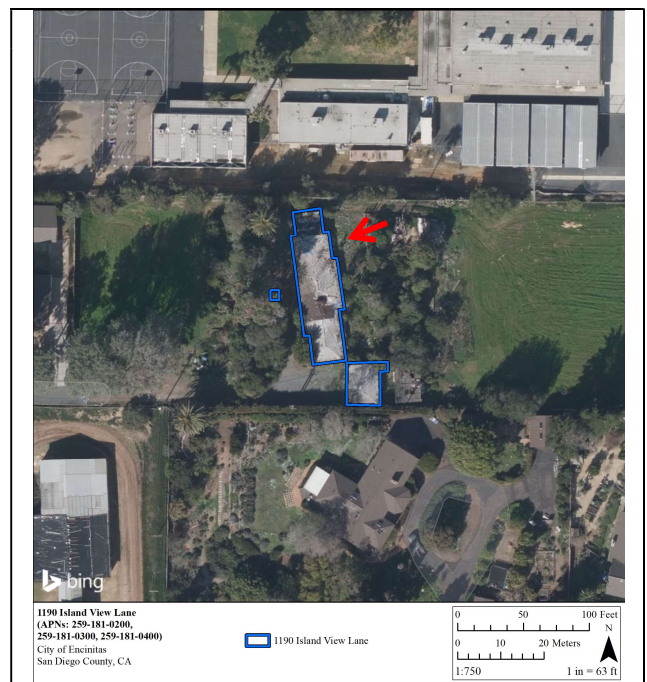 bing
1190 Island View Lane
(APNs: 259-181-0200,
259-181-0300, 259-181-0400)
City of Encinitas
San Diego County, CA
1190 Island View Lane
0 50 100 Feet
N
0 10 20 Meters
1:750 1 in = 63 ft